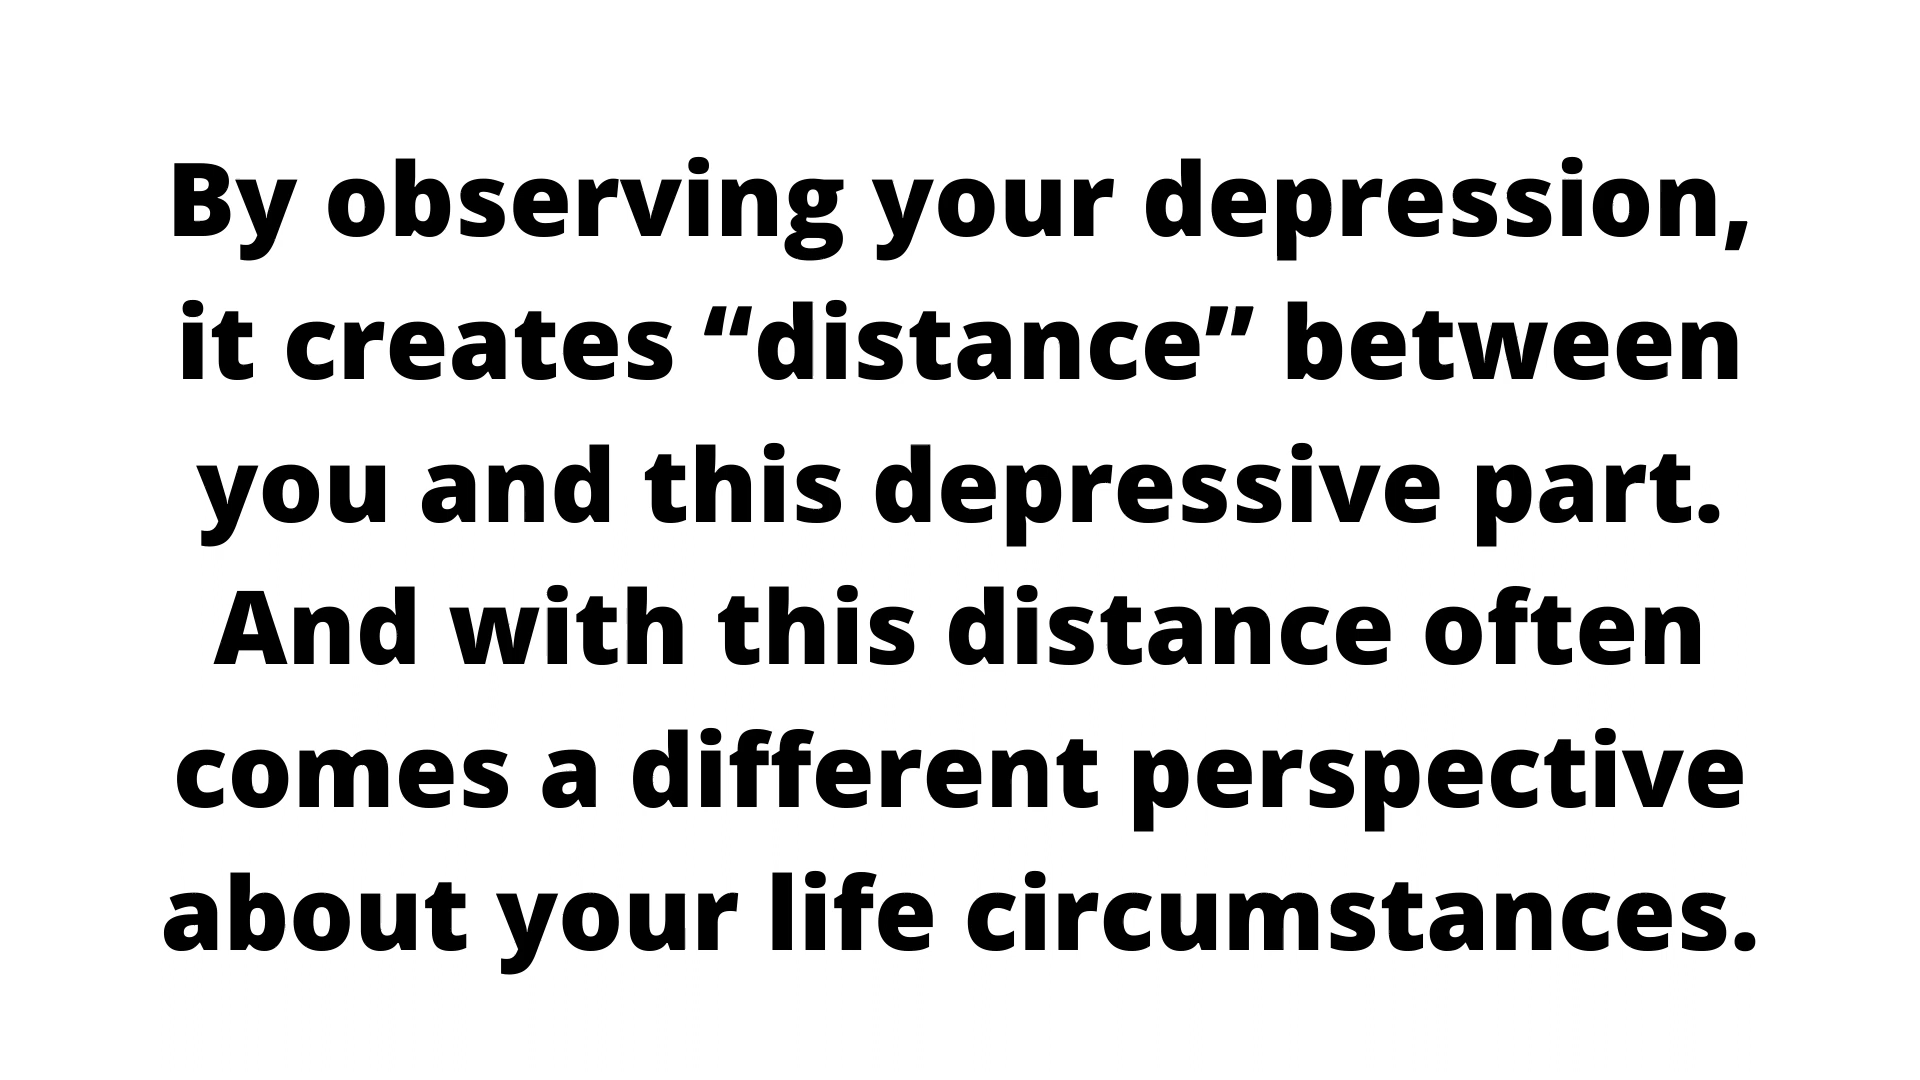 By observing your depression,
it creates “distance” between
you and this depressive part.
And with this distance often
comes a different perspective
about your life circumstances.